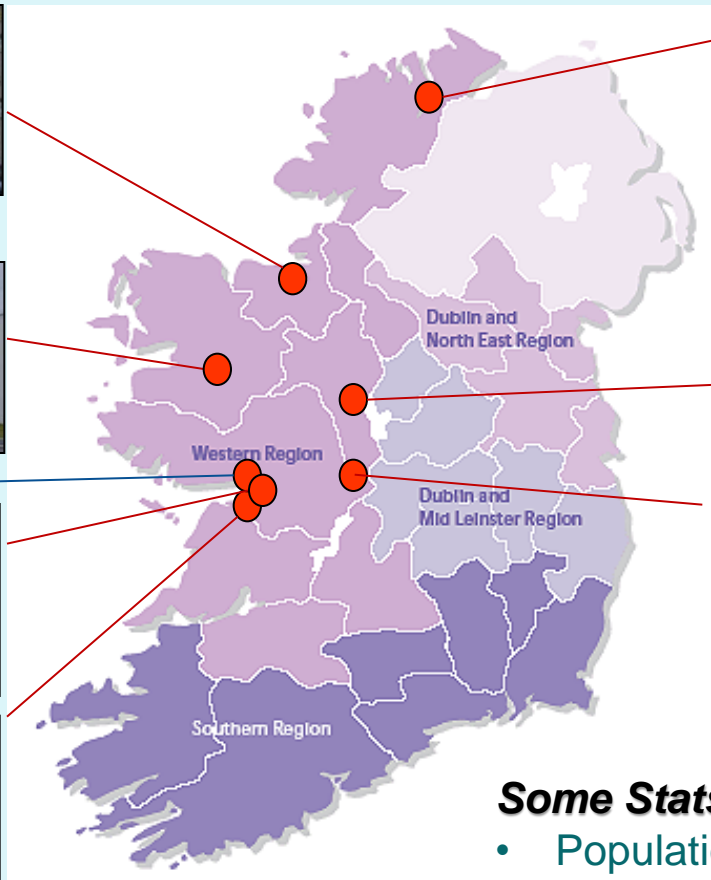 Dublin and
North East Region
Western Region
Dublin and
Mid Leinster Region
Southern Region
Some Stats
• Populati